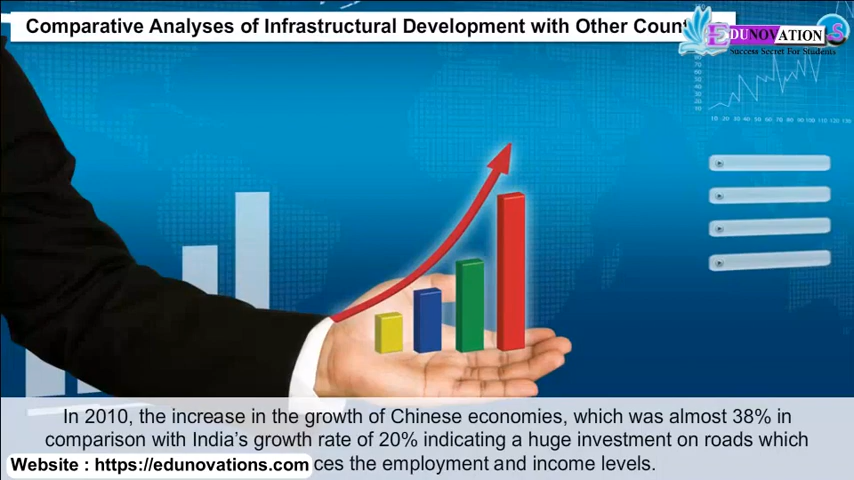 Comparative Analyses of Infrastructural Development with Other
EDUNOVATIONS
Success Secret For Students
In 2010, the increase in the growth of Chinese economies, which was almost 38% in
comparison with India's growth rate of 20% indicating a huge investment on roads which
Website : https://edunovations.com the employment and income levels.